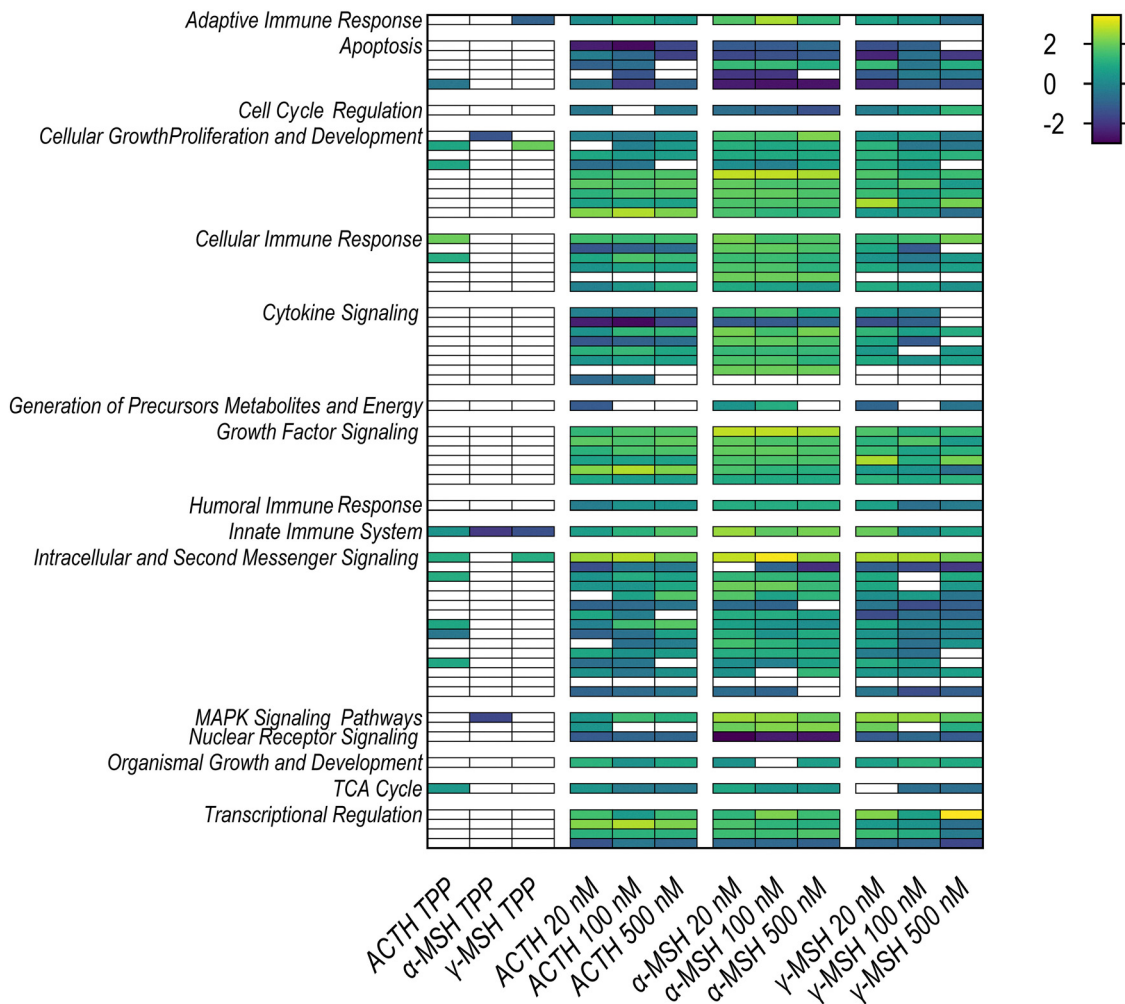 Adaptive Immune Response
Apoptosis
Cell Cycle Regulation
Cellular GrowthProliferation and Development
Cellular Immune Response
Cytokine Signaling
Generation of Precursors Metabolites and Energy
Growth Factor Signaling
Humoral Immune Response
Innate Immune System
Intracellular and Second Messenger Signaling
MAPK Signaling Pathways
Nuclear Receptor Signaling
Organismal Growth and Development
TCA Cycle
Transcriptional Regulation
2
0
-2
ACTH TPP
α-MSH TPP
γ-MSH TPP
ACTH 20 nM
ACTH 100 nM
ACTH 500 nM
α-MSH 20 nM
α-MSH 100 nM
α-MSH 500 nM
γ-MSH 20 nM
γ-MSH 100 nM
γ-MSH 500 nM